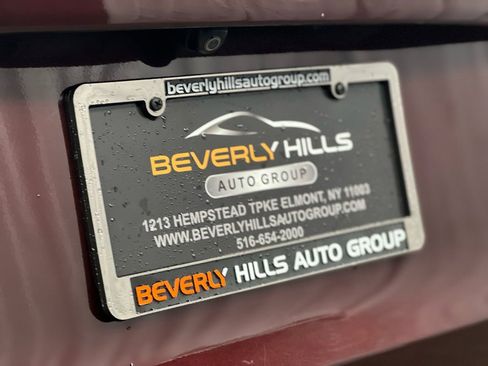 beverlyhillsautogroup.com
BEVERLY HILLS
AUTO GROUP
1213 HEMPSTEAD TPKE ELMONT, NY 11003
WWW.BEVERLYHILLSAUTOGROUP.COM
516-654-2000
BEVERLY HILLS AUTO GROUP